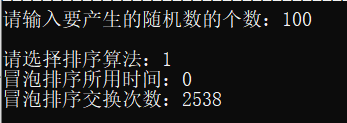 请输入要产生的随机数的个数：100
请选择排序算法：1
冒泡排序所用时间：0
冒泡排序交换次数：2538